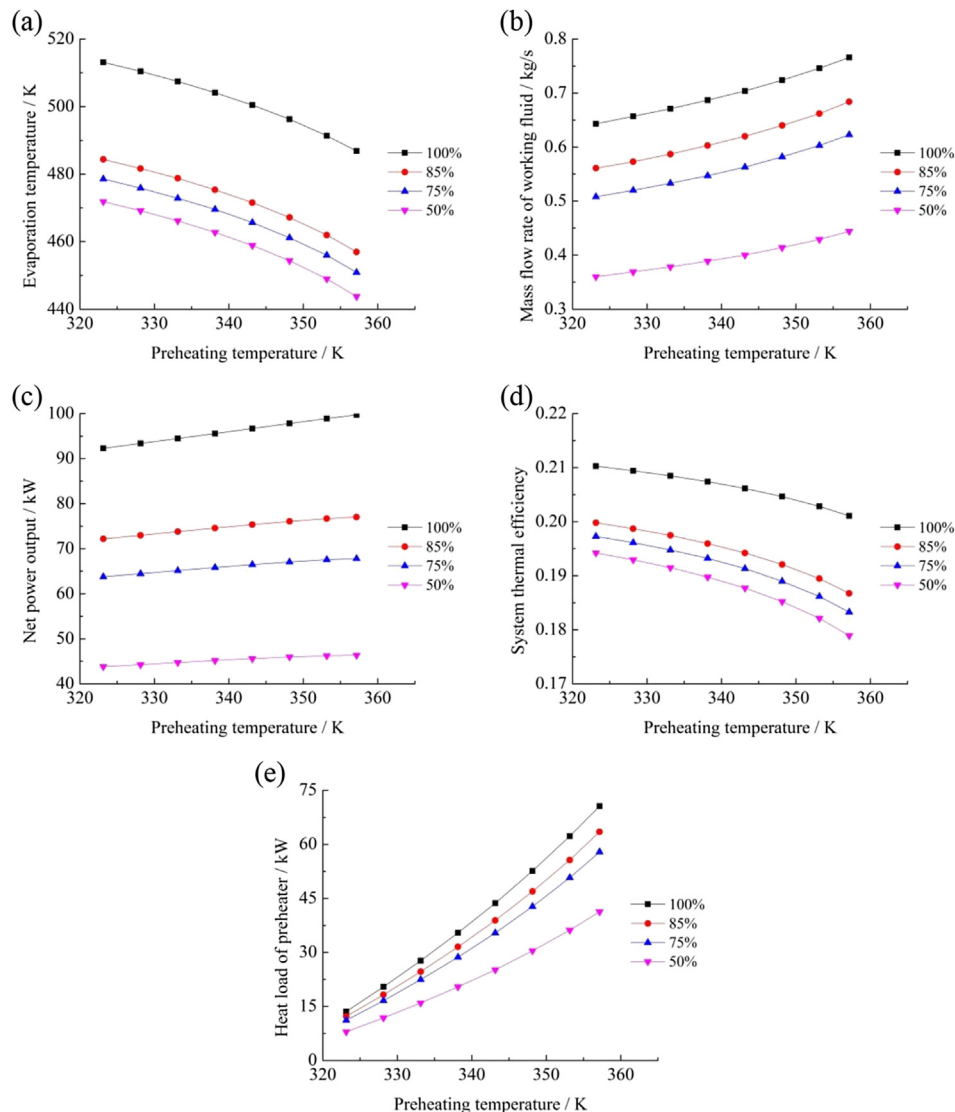 (a)
520
500
480
460
440
Evaporation temperature / K
320 330 340 350 360
Preheating temperature / K
100%
85%
75%
50%
(b)
0.8
0.7
0.6
0.5
0.4
0.3
Mass flow rate of working fluid / kg/s
320 330 340 350 360
Preheating temperature / K
100%
85%
75%
50%
(c)
100
90
80
70
60
50
40
Net power output / kW
320 330 340 350 360
Preheating temperature / K
100%
85%
75%
50%
(d)
0.22
0.21
0.20
0.19
0.18
0.17
System thermal efficiency
320 330 340 350 360
Preheating temperature / K
100%
85%
75%
50%
(e)
75
60
45
30
15
0
Heat load of preheater / kW
320 330 340 350 360
Preheating temperature / K
100%
85%
75%
50%